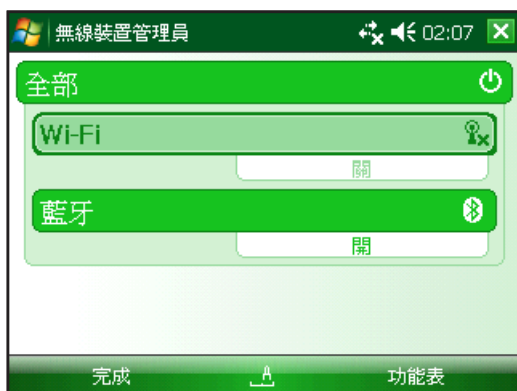 無線裝置管理員 02:07
全部
Wi-Fi
關
藍牙
開
完成 A 功能表